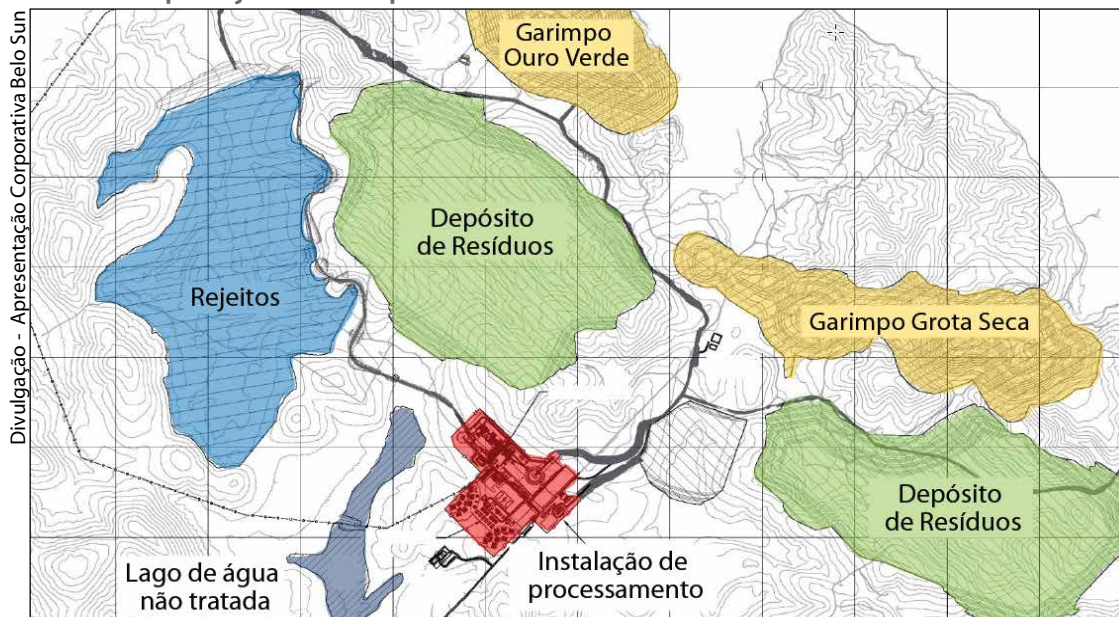 Divulgação - Apresentação Corporativa Belo Sun
Garimpo
Ouro Verde
Depósito
de Resíduos
Rejeitos
Garimpo Grota Seca
Depósito
de Resíduos
Instalação de
processamento
Lago de água
não tratada